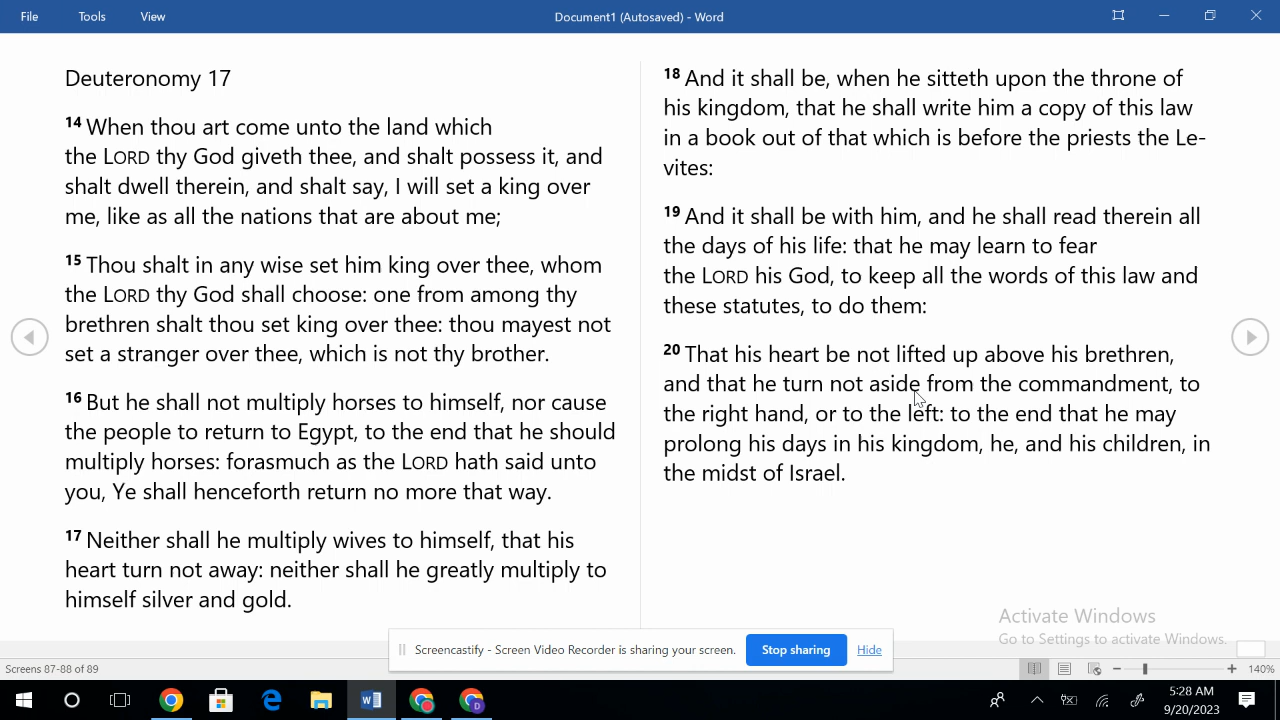 File Tools View Document1 (Autosaved) - Word
Deuteronomy 17
14 When thou art come unto the land which
the LORD thy God giveth thee, and shalt possess it, and
shalt dwell therein, and shalt say, I will set a king over
me, like as all the nations that are about me;
15 Thou shalt in any wise set him king over thee, whom
the LORD thy God shall choose: one from among thy
brethren shalt thou set king over thee: thou mayest not
set a stranger over thee, which is not thy brother.
16 But he shall not multiply horses to himself, nor cause
the people to return to Egypt, to the end that he should
multiply horses: forasmuch as the LORD hath said unto
you, Ye shall henceforth return no more that way.
17 Neither shall he multiply wives to himself, that his
heart turn not away: neither shall he greatly multiply to
himself silver and gold.
18 And it shall be, when he sitteth upon the throne of
his kingdom, that he shall write him a copy of this law
in a book out of that which is before the priests the Le-
vites:
19 And it shall be with him, and he shall read therein all
the days of his life: that he may learn to fear
the LORD his God, to keep all the words of this law and
these statutes, to do them:
20 That his heart be not lifted up above his brethren,
and that he turn not aside from the commandment, to
the right hand, or to the left: to the end that he may
prolong his days in his kingdom, he, and his children, in
the midst of Israel.
Activate Windows
Go to Settings to activate Windows.
Screencastify - Screen Video Recorder is sharing your screen. Stop sharing Hide
Screens 87-88 of 89 140%
5:28 AM
9/20/2023